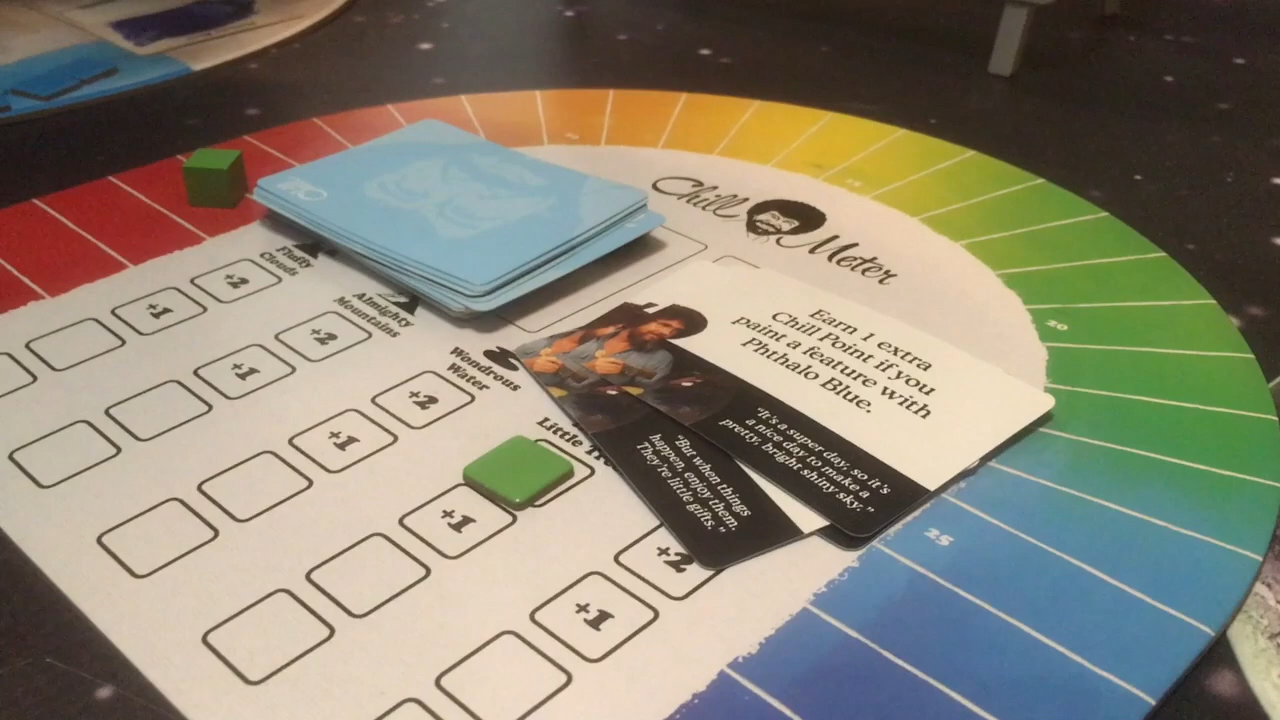 Chill Meter
Fluffy
Clouds
+2
+1
Almighty
Mountains
+2
+1
Wondrous
Water
+2
+1
Little Tre
+1
+2
+1
Earn 1 extra
Chill Point if you
paint a feature with
Phthalo Blue.
"It's a super day, so it's
a nice day to make a
pretty, bright shiny sky."
"But when things
happen, enjoy them.
They're little gifts."
20
25